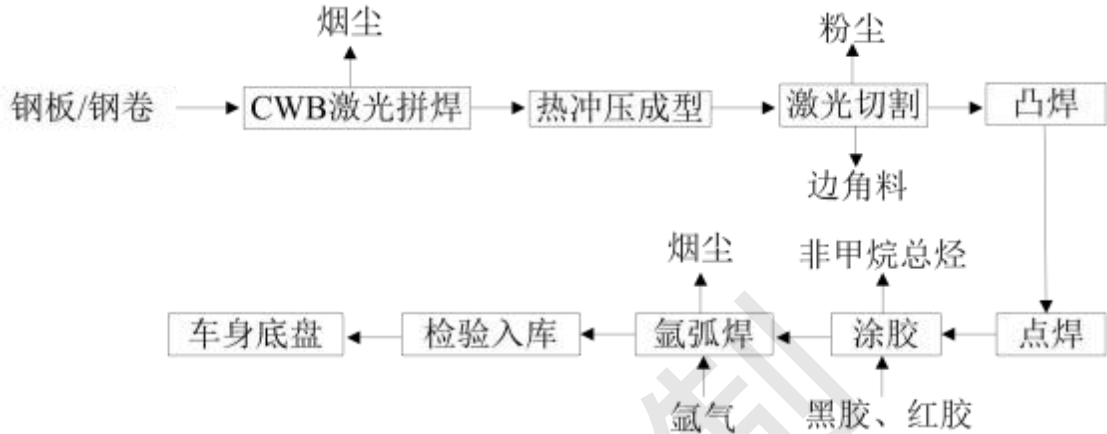 烟尘
粉尘
钢板/钢卷
CWB激光拼焊
热冲压成型
激光切割
凸焊
边角料
烟尘
非甲烷总烃
车身底盘
检验入库
氩弧焊
涂胶
点焊
氩气
黑胶、红胶
制